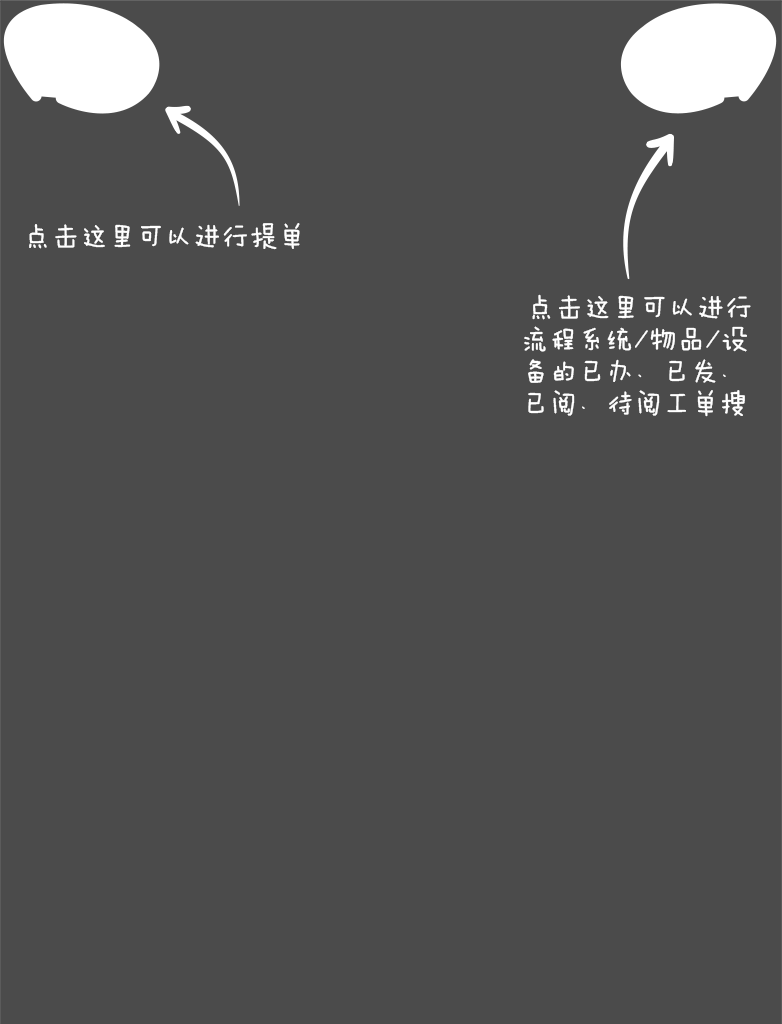 点击这里可以进行提单
点击这里可以进行
流程系统/物品/设
备的已办、已发、
已阅、待阅工单搜